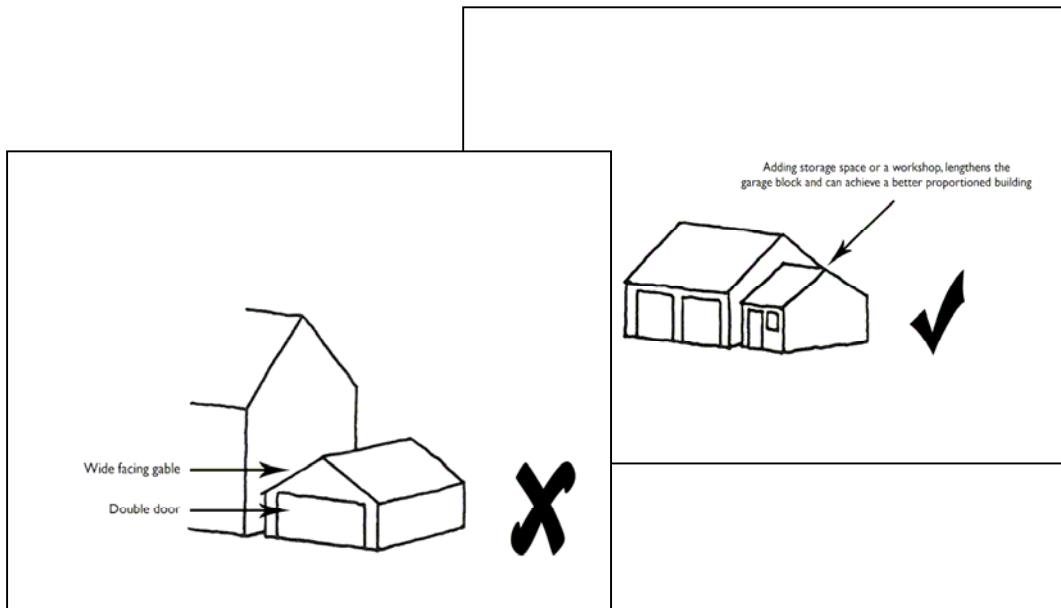 Adding storage space or a workshop, lengthens the
garage block and can achieve a better proportioned building
Wide facing gable
Double door